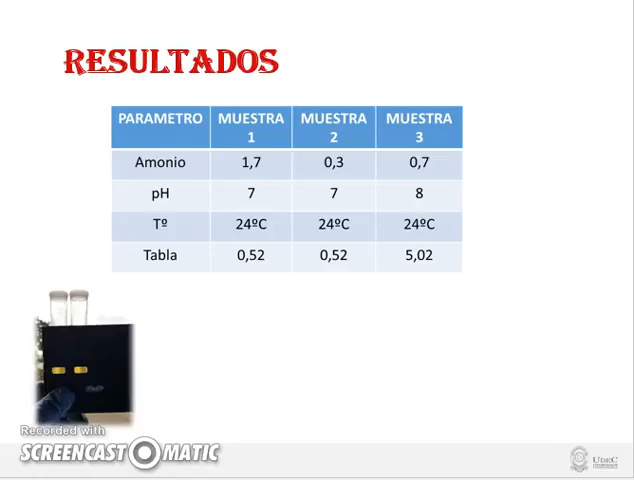 RESULTADOS
PARAMETRO MUESTRA 1 MUESTRA 2 MUESTRA 3
Amonio 1,7 0,3 0,7
pH 7 7 8
Tº 24ºC 24ºC 24ºC
Tabla 0,52 0,52 5,02
Recorded with
SCREENCAST MATIC
UDEC